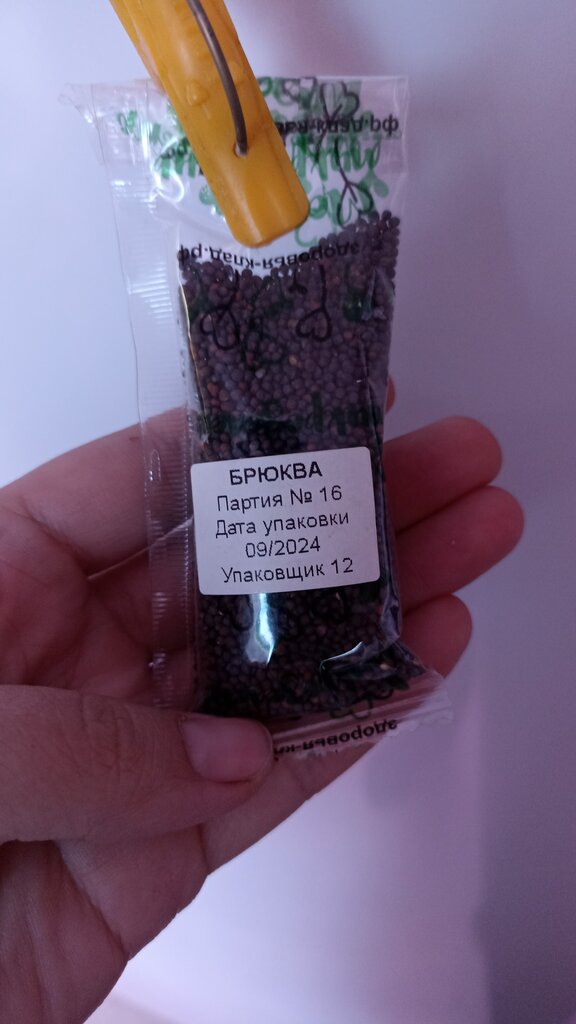 здоровья-клад.рф
БРЮКВА
Партия № 16
Дата упаковки
09/2024
Упаковщик 12